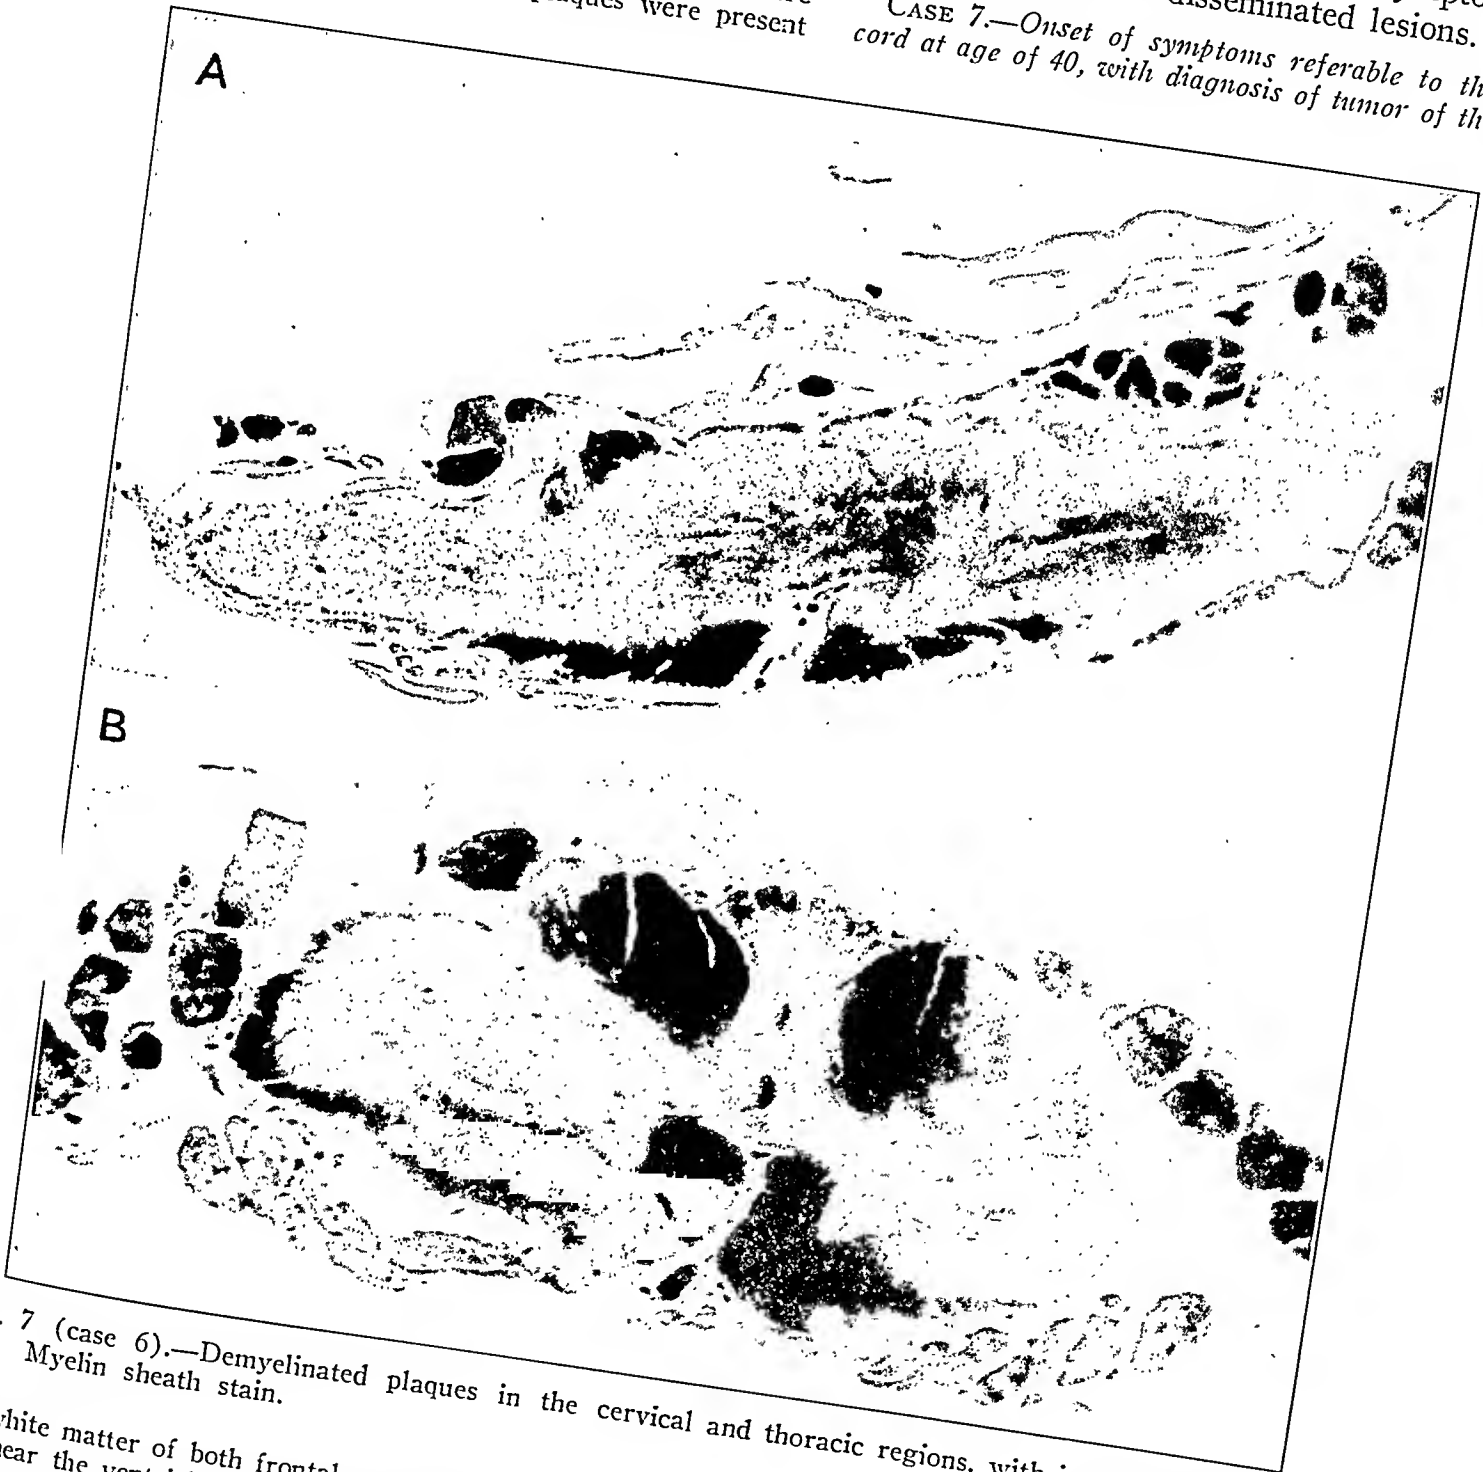 plaques were present
disseminated lesions.
CASE 7.—Onset of symptoms referable to th
cord at age of 40, with diagnosis of tumor of th
A
B
. 7 (case 6).—Demyelinated plaques in the cervical and thoracic regions, with
Myelin sheath stain.
white matter of both frontal
near the